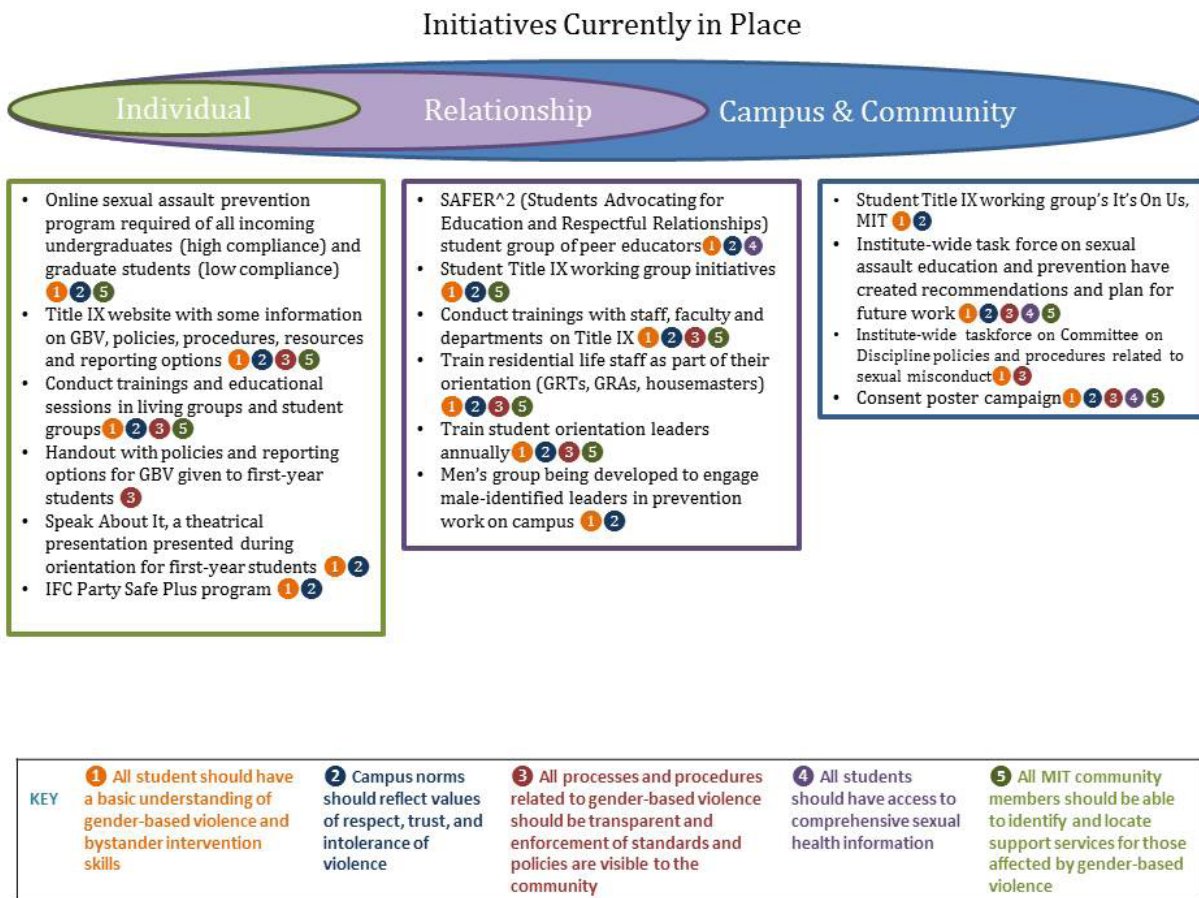 Initiatives Currently in Place
Individual
Relationship
Campus & Community
• Online sexual assault prevention
program required of all incoming
undergraduates (high compliance) and
graduate students (low compliance)
1 2 5
• Title IX website with some information
on GBV, policies, procedures, resources
and reporting options 1 2 3 5
• Conduct trainings and educational
sessions in living groups and student
groups 1 2 3 5
• Handout with policies and reporting
options for GBV given to first-year
students 3
• Speak About It, a theatrical
presentation presented during
orientation for first-year students 1 2
• IFC Party Safe Plus program 1 2
• SAFER^2 (Students Advocating for
Education and Respectful Relationships)
student group of peer educators 1 2 4
• Student Title IX working group initiatives
1 2 5
• Conduct trainings with staff, faculty and
departments on Title IX 1 2 3 5
• Train residential life staff as part of their
orientation (GRTs, GRAs, housemasters)
1 2 3 5
• Train student orientation leaders
annually 1 2 3 5
• Men's group being developed to engage
male-identified leaders in prevention
work on campus 1 2
• Student Title IX working group's It's On Us,
MIT 1 2
• Institute-wide task force on sexual
assault education and prevention have
created recommendations and plan for
future work 1 2 3 4 5
• Institute-wide taskforce on Committee on
Discipline policies and procedures related to
sexual misconduct 1 3
• Consent poster campaign 1 2 3 4 5
KEY
1 All student should have
a basic understanding of
gender-based violence and
bystander intervention
skills
2 Campus norms
should reflect values
of respect, trust, and
intolerance of
violence
3 All processes and procedures
related to gender-based violence
should be transparent and
enforcement of standards and
policies are visible to the
community
4 All students
should have access to
comprehensive sexual
health information
5 All MIT community
members should be able
to identify and locate
support services for those
affected by gender-based
violence